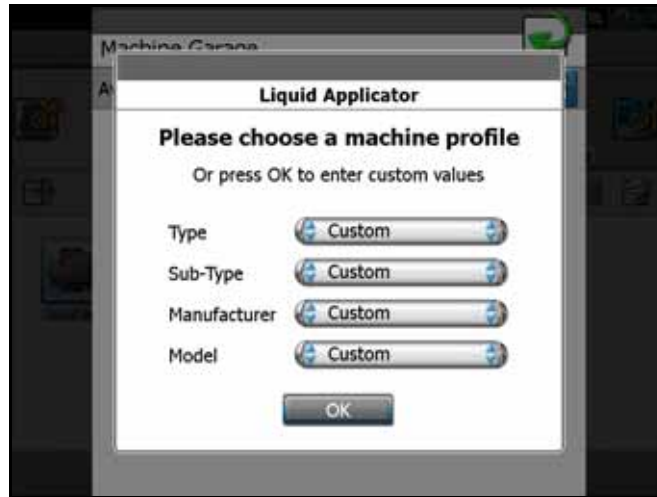 Machine Garage
Liquid Applicator
Please choose a machine profile
Or press OK to enter custom values
Type Custom
Sub-Type Custom
Manufacturer Custom
Model Custom
OK